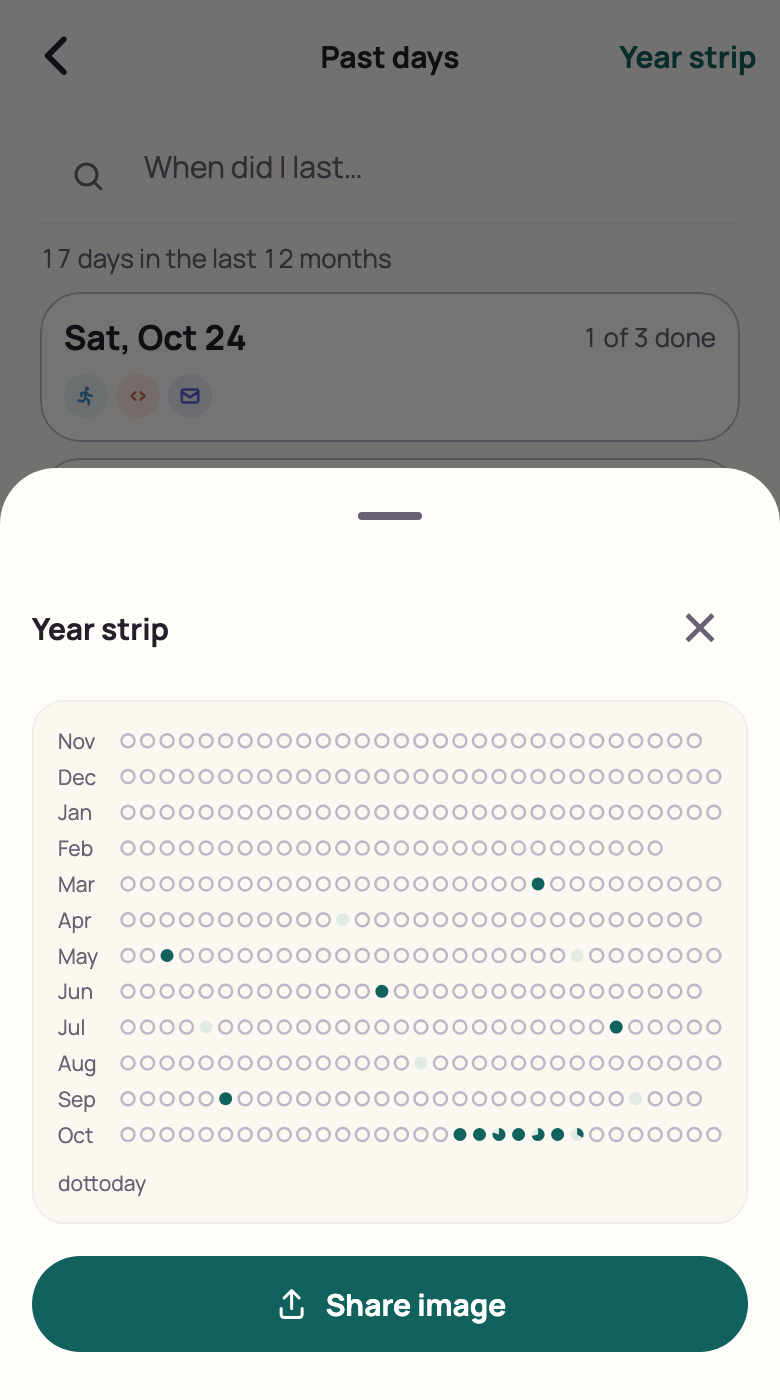 Past days
Year strip
When did I last...
17 days in the last 12 months
Sat, Oct 24
1 of 3 done
Year strip
Nov
Dec
Jan
Feb
Mar
Apr
May
Jun
Jul
Aug
Sep
Oct
dottoday
Share image